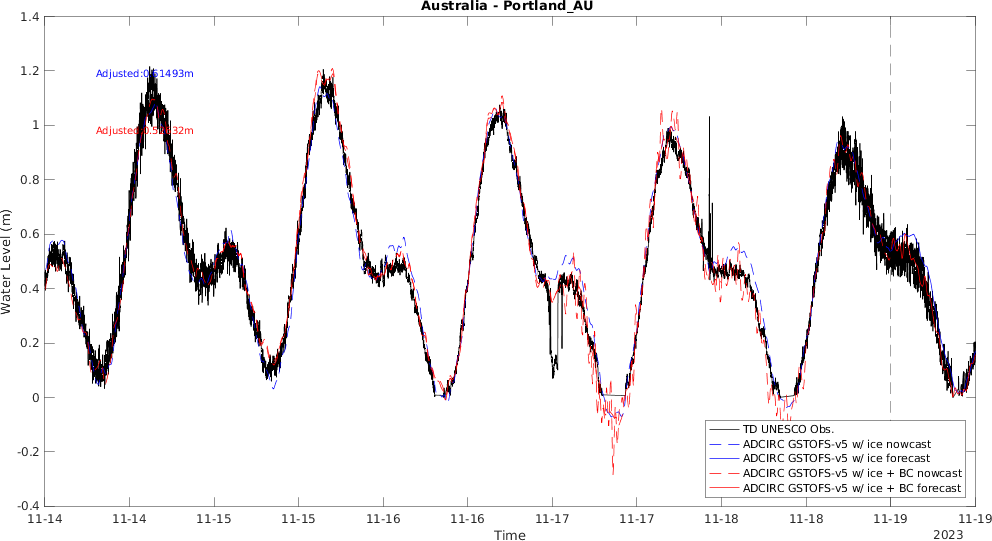 Australia - Portland_AU
1.4
1.2
1
0.8
0.6
0.4
0.2
0
-0.2
-0.4
Water Level (m)
Adjusted:0.61493m
TD UNESCO Obs.
ADCIRC GSTOFS-v5 w/ ice nowcast
ADCIRC GSTOFS-v5 w/ ice forecast
ADCIRC GSTOFS-v5 w/ ice + BC nowcast
ADCIRC GSTOFS-v5 w/ ice + BC forecast
11-14 11-14 11-15 11-15 11-16 11-16 11-17 11-17 11-18 11-18 11-19 11-19
Time
2023